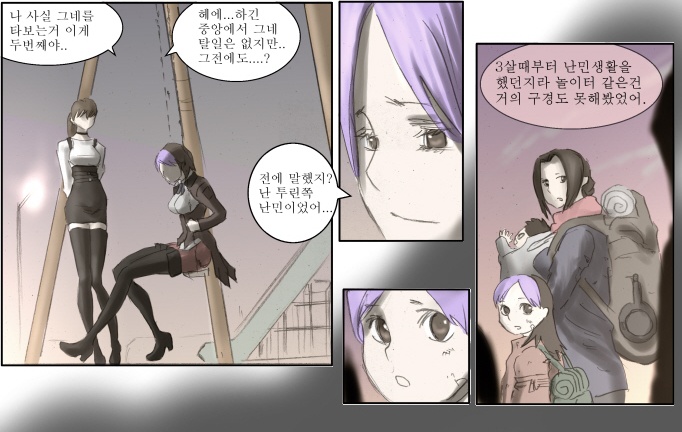 나 사실 그네를
타보는거 이게
두번째야..
헤에...하긴
중앙에서 그네
탈일은 없지만..
그전에도....?
전에 말했지?
난 투린쪽
난민이었어...
3살때부터 난민생활을
했던지라 놀이터 같은건
거의 구경도 못해봤었어.